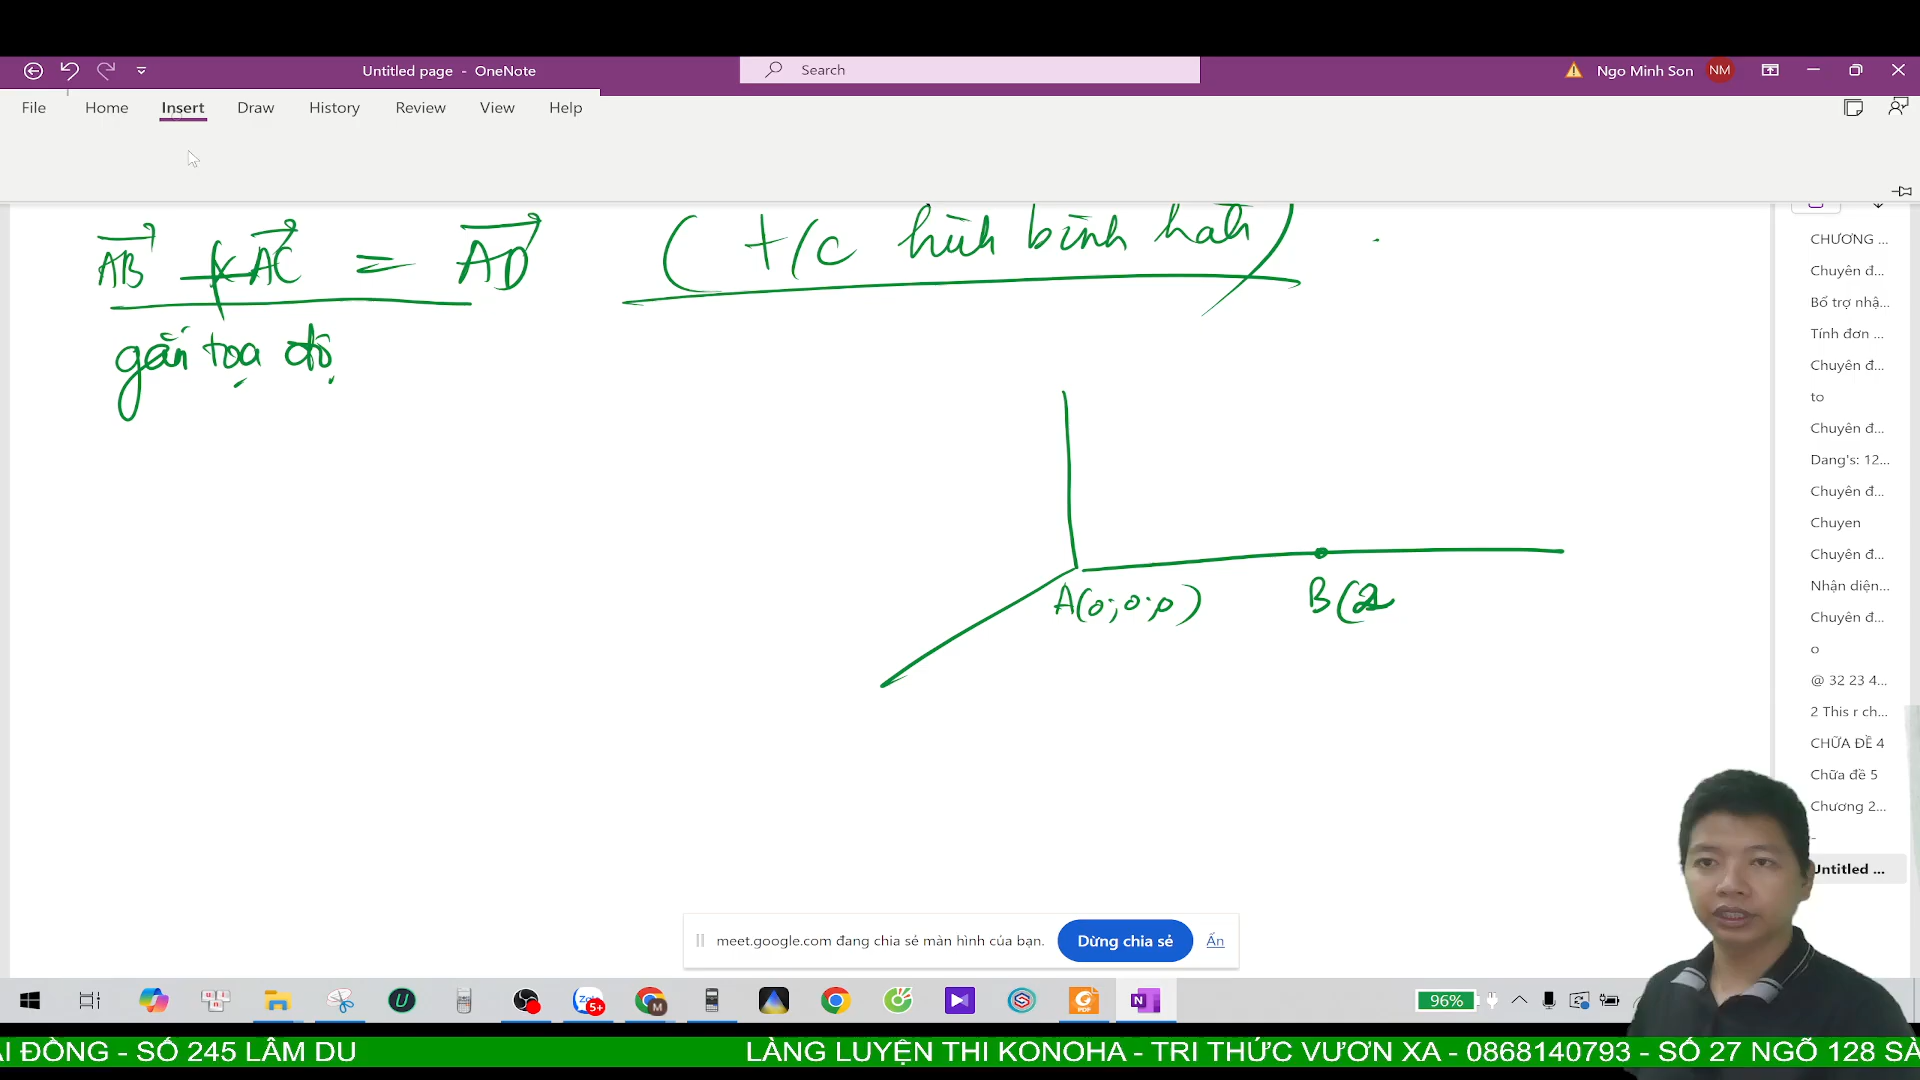 Untitled page - OneNote
Search
Ngo Minh Son
NM
File Home Insert Draw History Review View Help
AB + AC = AD (t/c hình bình hành)
gắn tọa độ
A(0;0;0)
B(2
CHƯƠNG ...
Chuyên đ...
Bổ trợ nhậ...
Tính đơn ...
Chuyên đ...
to
Chuyên đ...
Dang's: 12...
Chuyên đ...
Chuyen
Chuyên đ...
Nhận diện...
Chuyên đ...
o
@ 32 23 4...
2 This r ch...
CHỮA ĐỀ 4
Chữa đề 5
Chương 2...
Untitled ...
meet.google.com đang chia sẻ màn hình của bạn. Dừng chia sẻ Ẩn
96%
AI ĐỒNG - SỐ 245 LÂM DU LÀNG LUYỆN THI KONOHA - TRI THỨC VƯƠN XA - 0868140793 - SỐ 27 NGÕ 128 SÀ